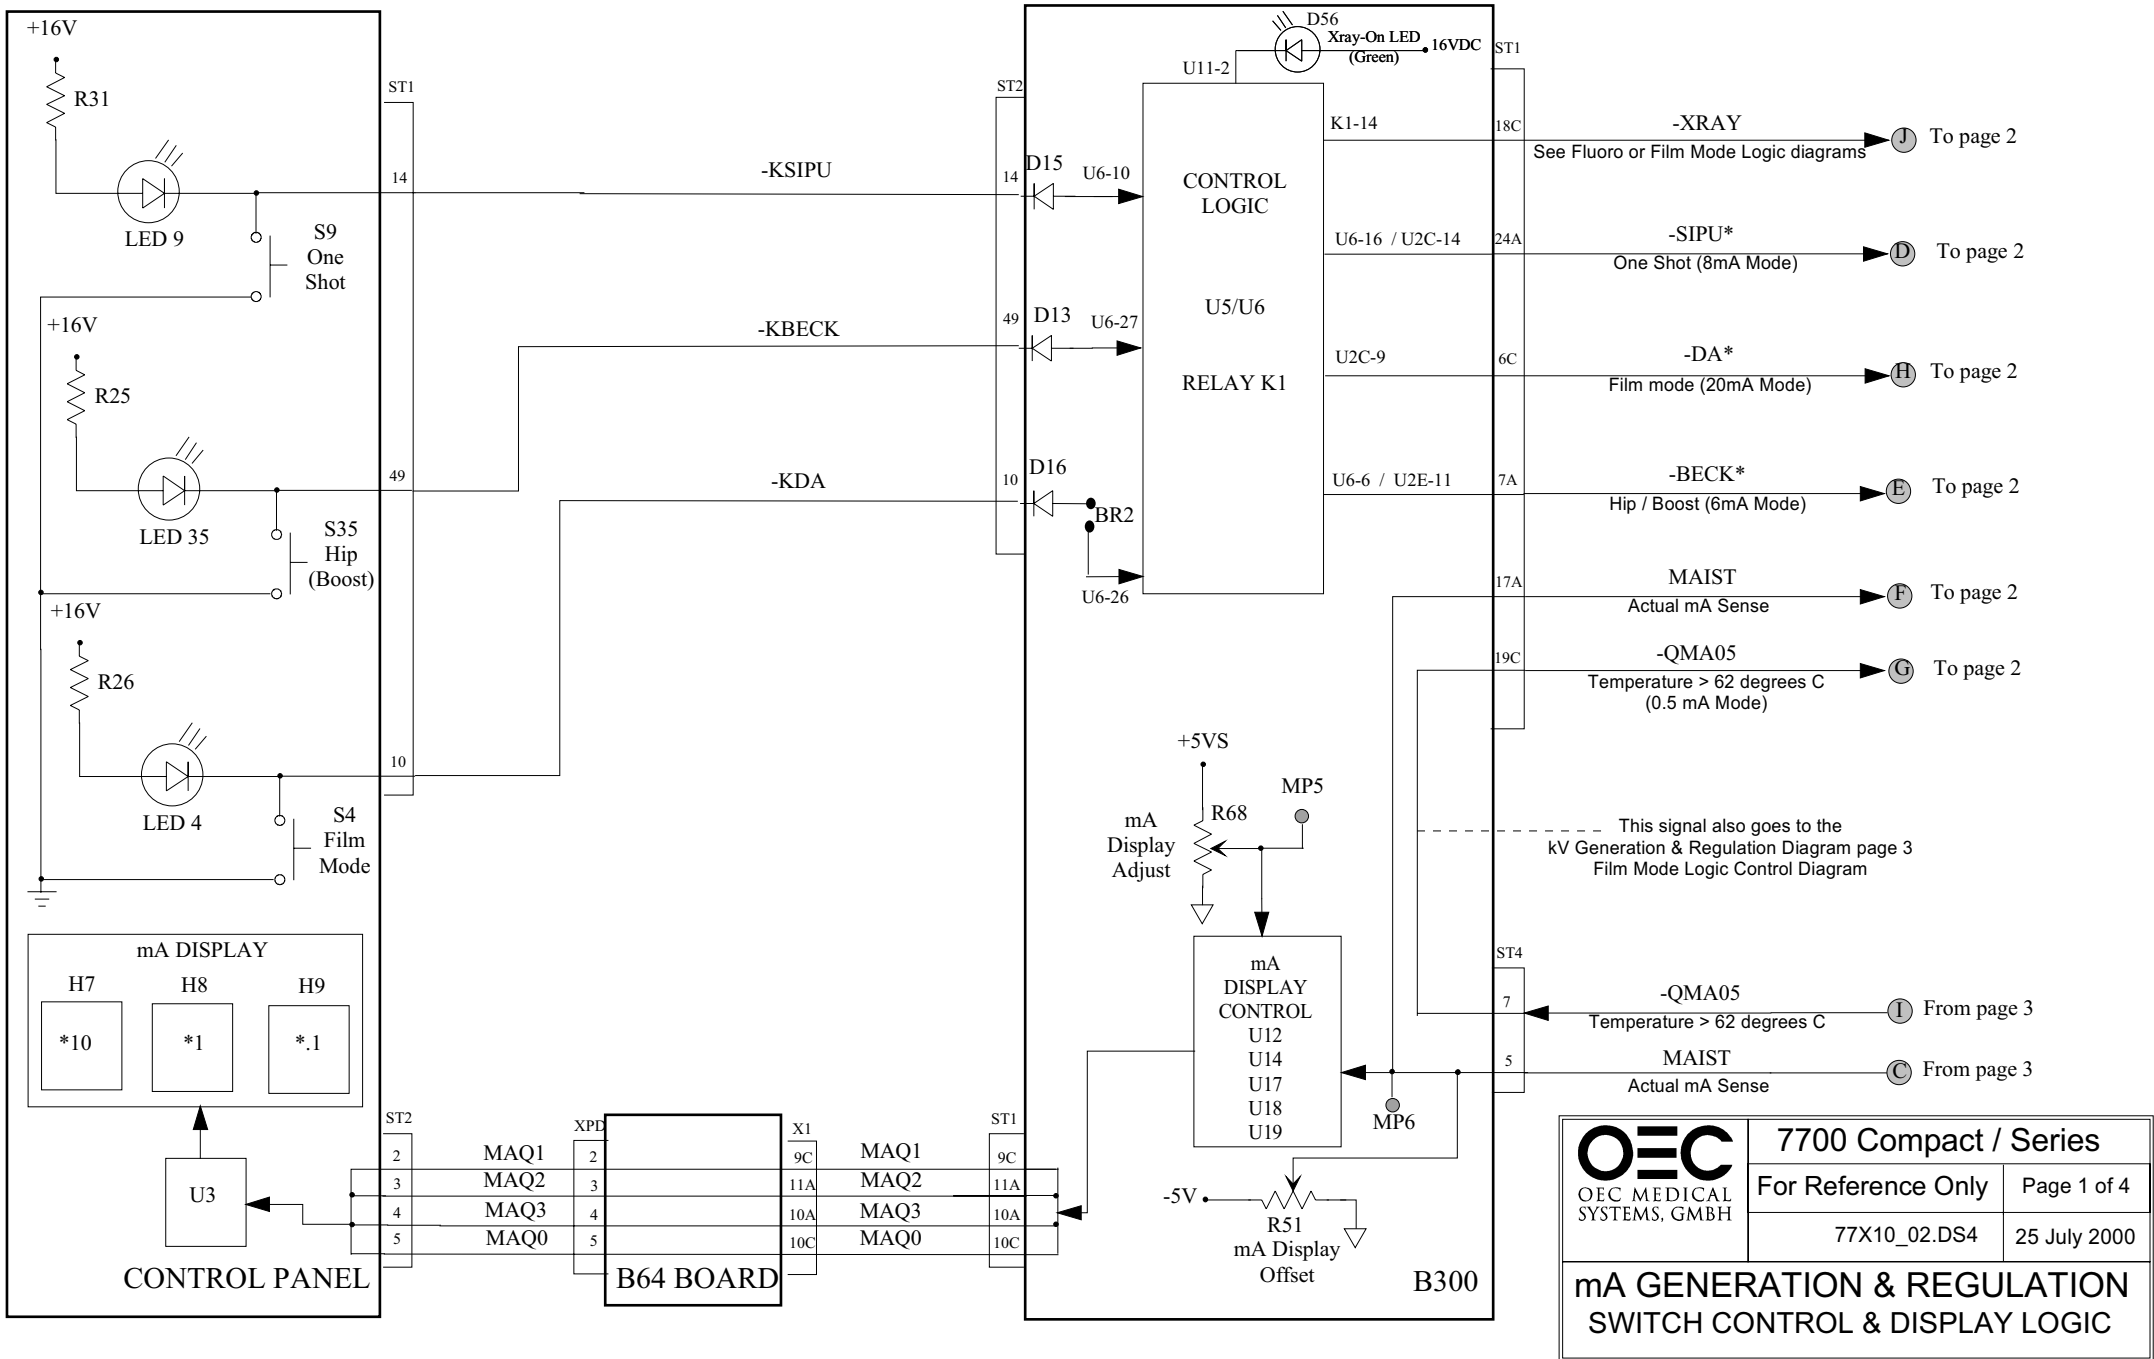 +16V
R31
LED 9
S9
One
Shot
+16V
R25
LED 35
S35
Hip
(Boost)
+16V
R26
LED 4
S4
Film
Mode
ST1
14
49
10
mA DISPLAY
H7
H8
H9
*10
*1
*.1
U3
CONTROL PANEL
ST2
2
3
4
5
MAQ1
MAQ2
MAQ3
MAQ0
XPD
2
3
4
5
B64 BOARD
X1
9C
11A
10A
10C
MAQ1
MAQ2
MAQ3
MAQ0
ST1
9C
11A
10A
10C
-KSIPU
-KBECK
-KDA
ST2
14
49
10
D15
U6-10
D13
U6-27
D16
BR2
U6-26
D56
Xray-On LED
(Green)
16VDC
U11-2
CONTROL
LOGIC
U5/U6
RELAY K1
K1-14
U6-16 / U2C-14
U2C-9
U6-6 / U2E-11
ST1
18C
24A
6C
7A
17A
19C
-XRAY
See Fluoro or Film Mode Logic diagrams
J
To page 2
-SIPU*
One Shot (8mA Mode)
D
To page 2
-DA*
Film mode (20mA Mode)
H
To page 2
-BECK*
Hip / Boost (6mA Mode)
E
To page 2
MAIST
Actual mA Sense
F
To page 2
-QMA05
Temperature > 62 degrees C
(0.5 mA Mode)
G
To page 2
This signal also goes to the
kV Generation & Regulation Diagram page 3
Film Mode Logic Control Diagram
+5VS
R68
MP5
mA
Display
Adjust
mA
DISPLAY
CONTROL
U12
U14
U17
U18
U19
MP6
-5V
R51
mA Display
Offset
B300
ST4
7
5
-QMA05
Temperature > 62 degrees C
I
From page 3
MAIST
Actual mA Sense
C
From page 3
OEC
OEC MEDICAL
SYSTEMS, GMBH
7700 Compact / Series
For Reference Only
Page 1 of 4
77X10_02.DS4
25 July 2000
mA GENERATION & REGULATION
SWITCH CONTROL & DISPLAY LOGIC